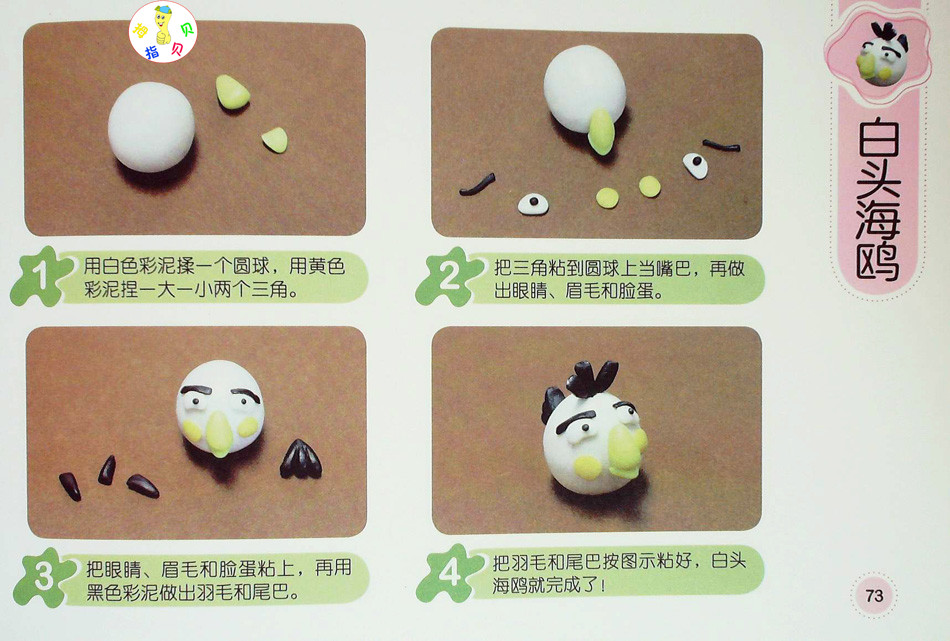 指
贝
贝
白头海鸥
1
用白色彩泥揉一个圆球，用黄色
彩泥捏一大一小两个三角。
2
把三角粘到圆球上当嘴巴，再做
出眼睛、眉毛和脸蛋。
3
把眼睛、眉毛和脸蛋粘上，再用
黑色彩泥做出羽毛和尾巴。
4
把羽毛和尾巴按图示粘好，白头
海鸥就完成了！
73